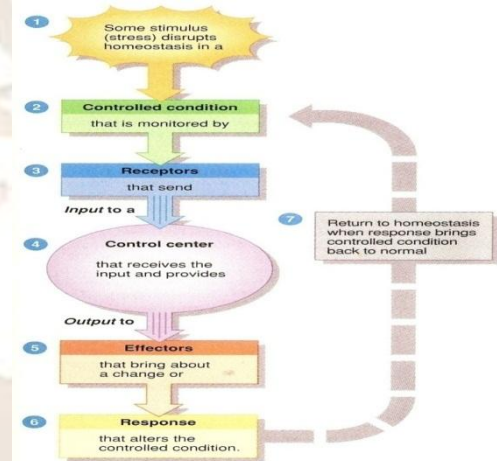 1
Some stimulus
(stress) disrupts
homeostasis in a
2
Controlled condition
that is monitored by
3
Receptors
that send
Input to a
4
Control center
that receives the
input and provides
Output to
5
Effectors
that bring about
a change or
6
Response
that alters the
controlled condition.
7
Return to homeostasis
when response brings
controlled condition
back to normal